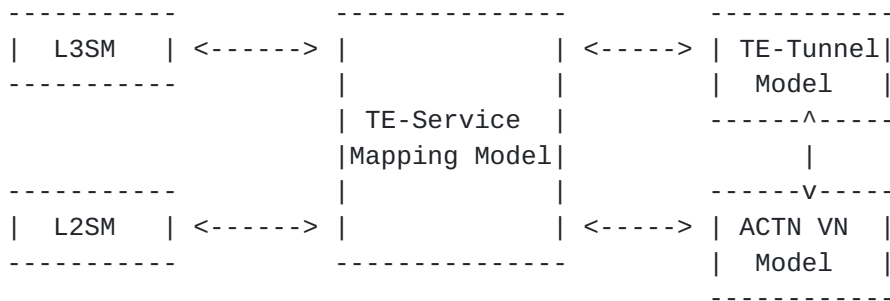 -----------          ---------------         ------------
|  L3SM   | <------> |             | <-----> | TE-Tunnel|
-----------          |             |         |  Model   |
                     | TE-Service  |         ------^-----
                     |Mapping Model|               |
-----------          |             |         ------v-----
|  L2SM   | <------> |             | <-----> | ACTN VN  |
-----------          ---------------         |  Model   |
                                             ------------